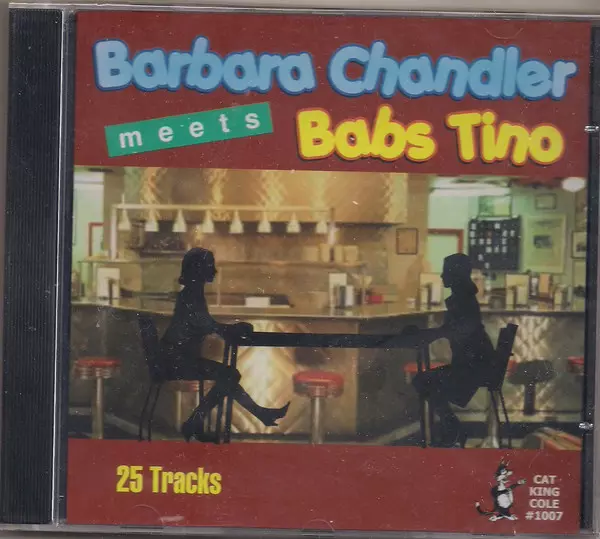 Barbara Chandler
meets
Babs Tino
25 Tracks
CAT
KING
COLE
#1007